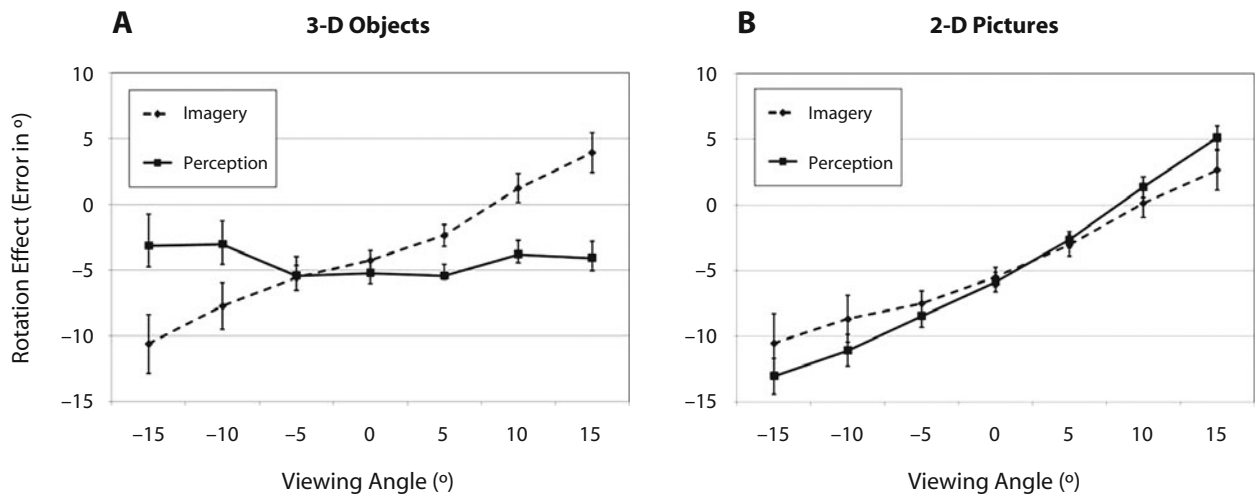 A
3-D Objects
Rotation Effect (Error in º)
10
5
0
–5
–10
–15
Imagery
Perception
–15 –10 –5 0 5 10 15
Viewing Angle (º)
B
2-D Pictures
10
5
0
–5
–10
–15
Imagery
Perception
–15 –10 –5 0 5 10 15
Viewing Angle (º)